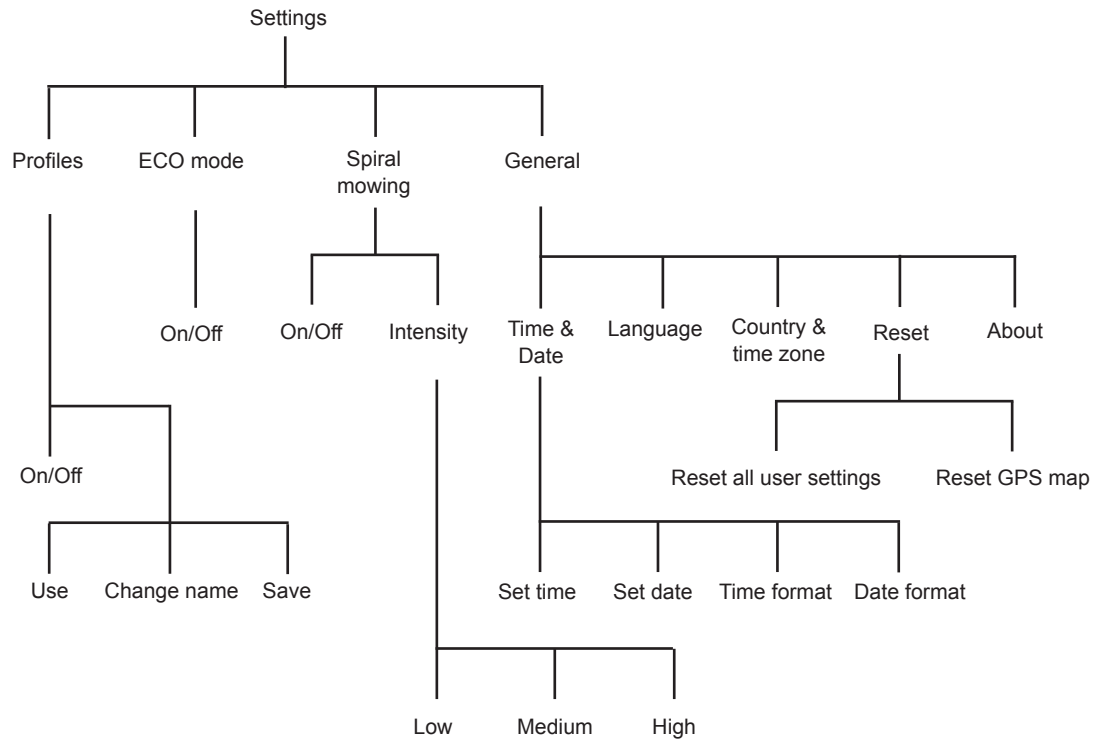 Settings
Profiles
ECO mode
Spiral
mowing
General
On/Off
On/Off
Intensity
Time &
Date
Language
Country &
time zone
Reset
About
On/Off
Reset all user settings
Reset GPS map
Use
Change name
Save
Set time
Set date
Time format
Date format
Low
Medium
High